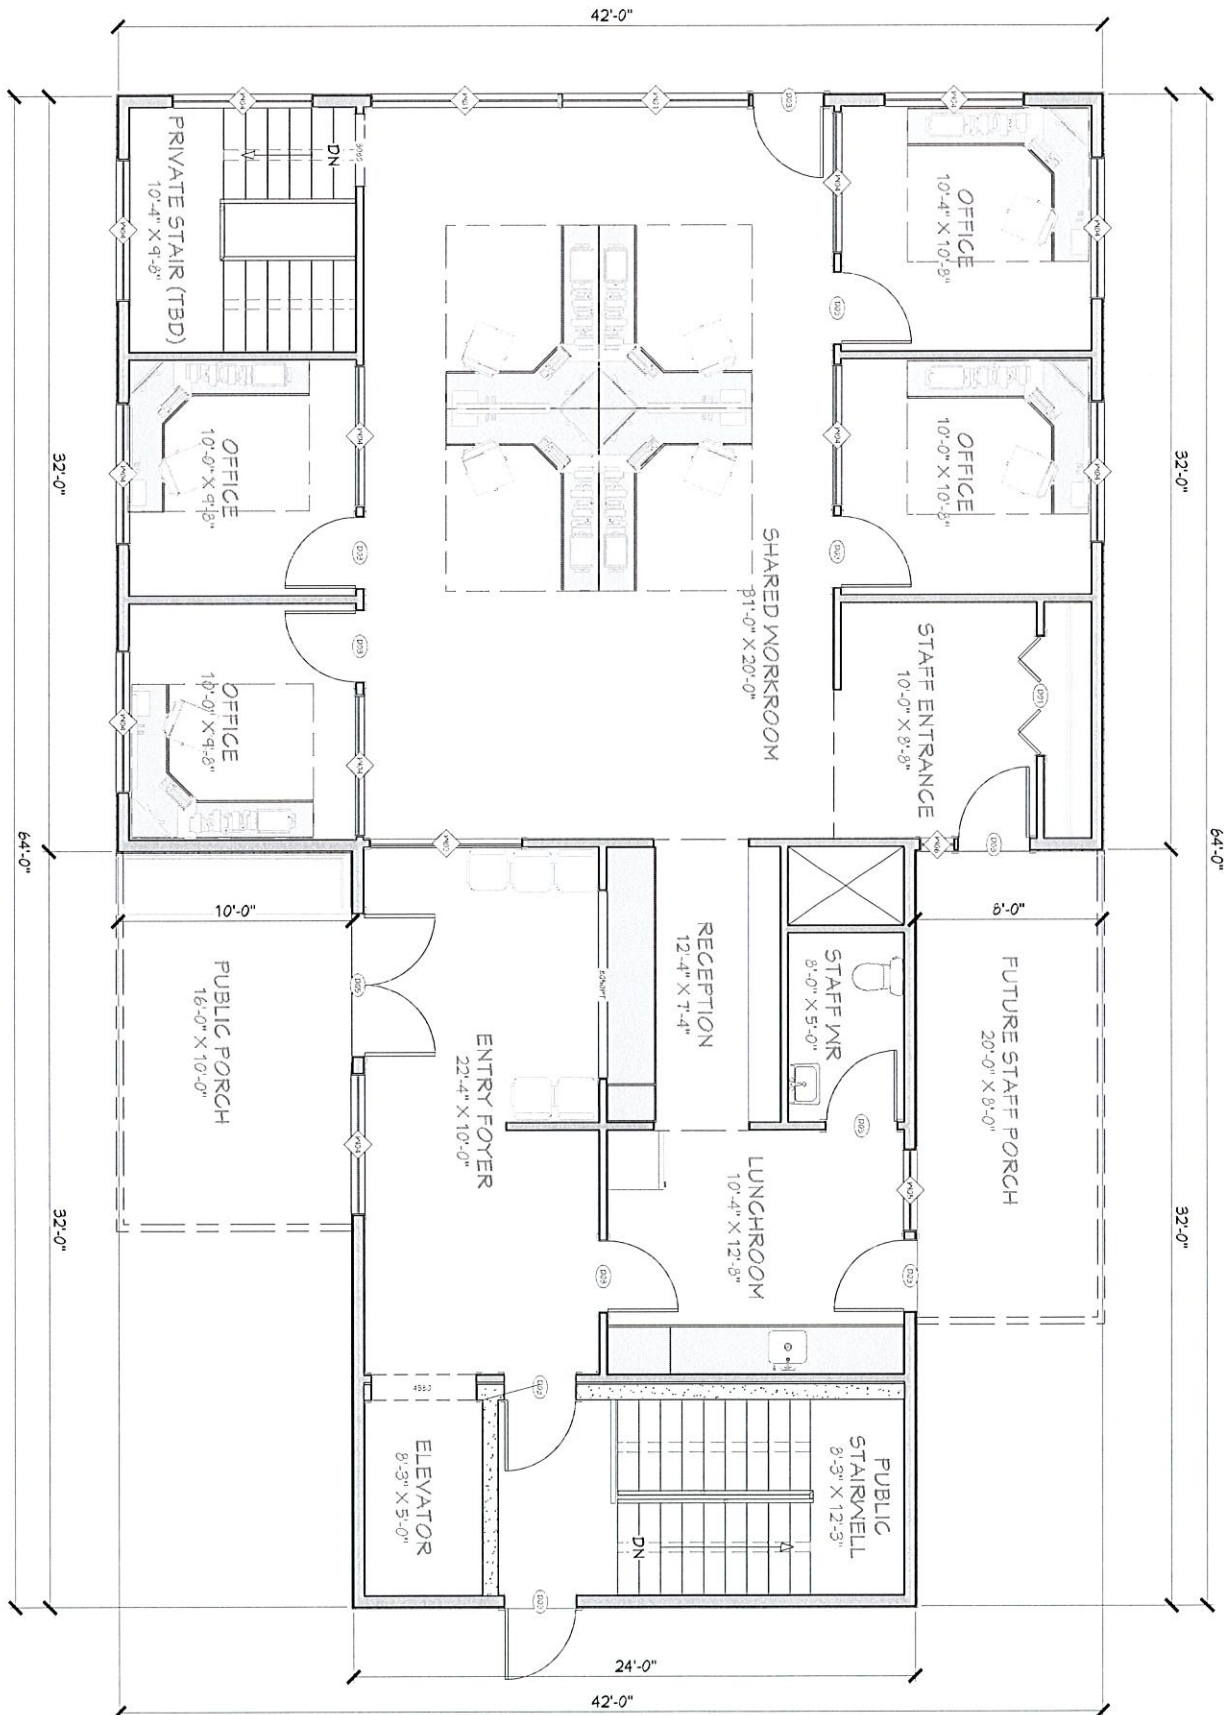 42'-0"
OFFICE
10'-4" X 10'-8"
PRIVATE STAIR (TBD)
10'-4" X 9'-8"
DN
OFFICE
10'-0" X 10'-8"
OFFICE
10'-0" X 9'-8"
32'-0"
32'-0"
SHARED WORKROOM
31'-0" X 20'-0"
STAFF ENTRANCE
10'-0" X 8'-8"
OFFICE
10'-0" X 9'-8"
64'-0"
64'-0"
10'-0"
8'-0"
PUBLIC PORCH
16'-0" X 10'-0"
ENTRY FOYER
22'-4" X 10'-0"
RECEPTION
12'-4" X 7'-4"
STAFF WR
8'-0" X 5'-0"
FUTURE STAFF PORCH
20'-0" X 8'-0"
LUNCHROOM
10'-4" X 12'-8"
32'-0"
32'-0"
ELEVATOR
8'-3" X 5'-0"
PUBLIC
STAIRWELL
8'-3" X 12'-3"
DN
24'-0"
42'-0"